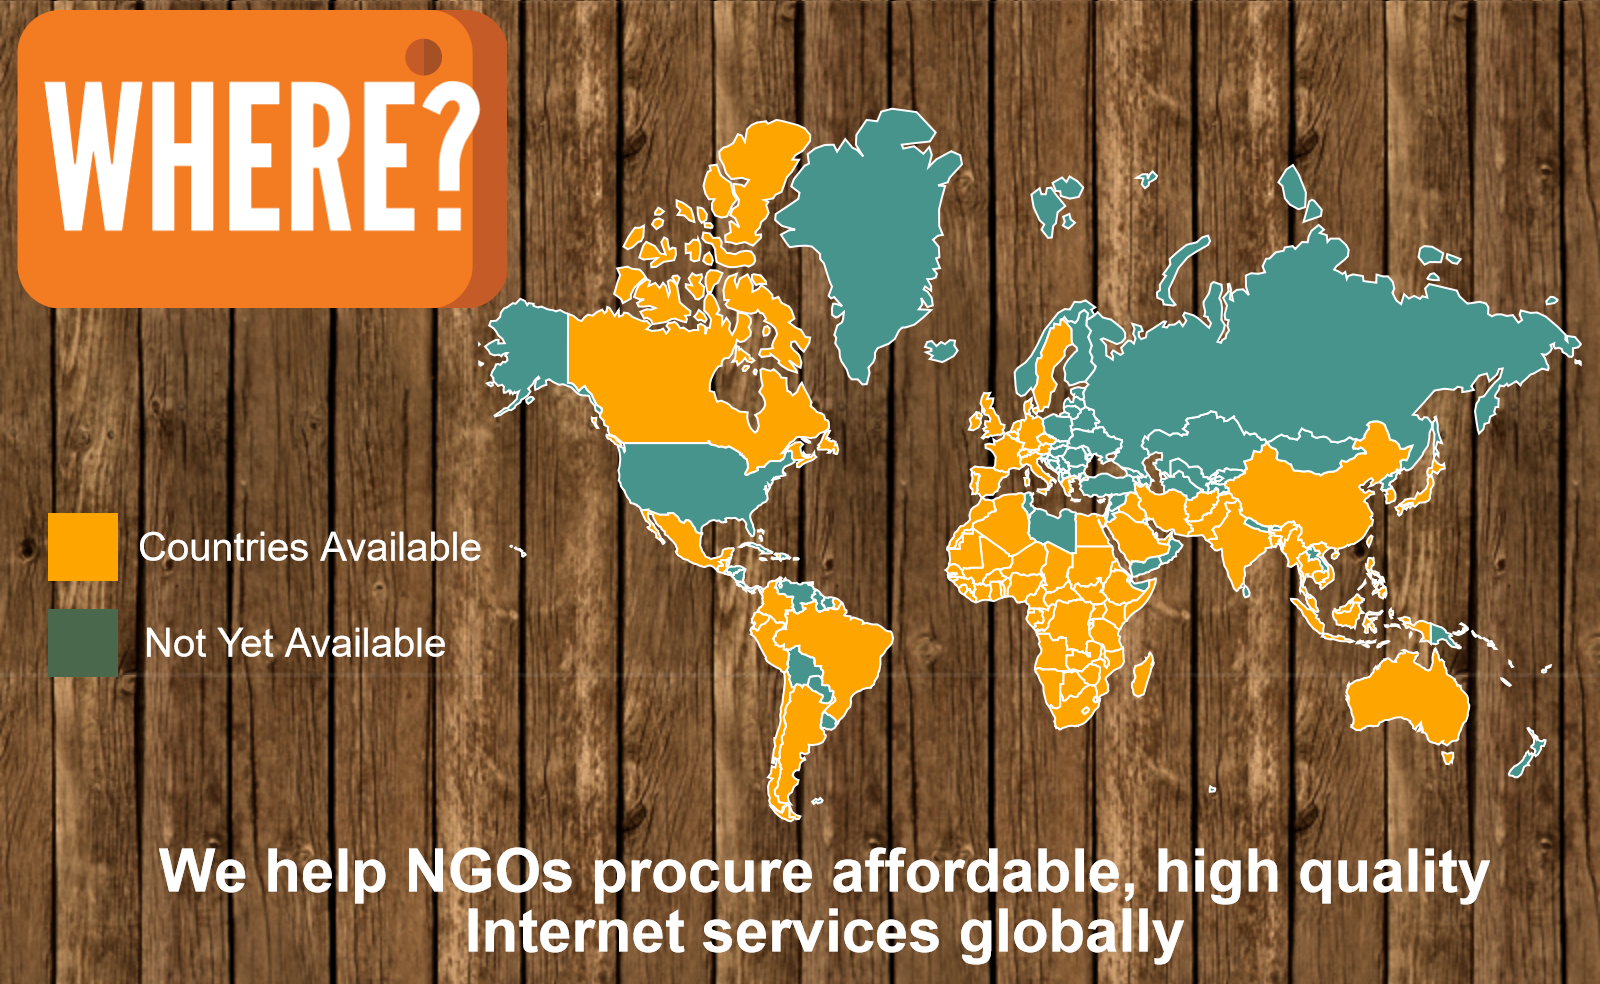 WHERE?
Countries Available
Not Yet Available
We help NGOs procure affordable, high quality
Internet services globally